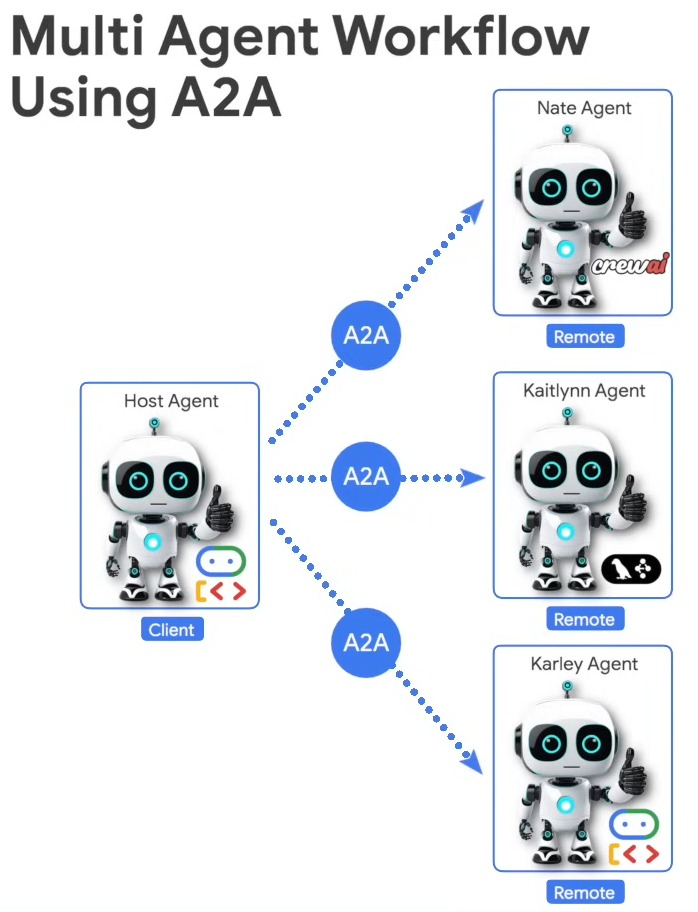 Multi Agent Workflow
Using A2A
Nate Agent
crewai
Remote
A2A
Host Agent
Client
A2A
Kaitlynn Agent
Remote
A2A
Karley Agent
Remote